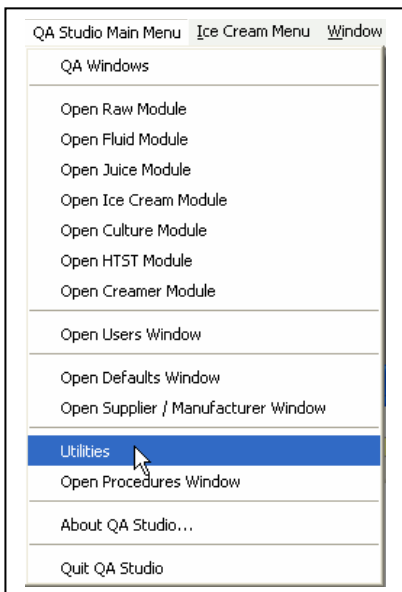 QA Studio Main Menu Ice Cream Menu Window
QA Windows
Open Raw Module
Open Fluid Module
Open Juice Module
Open Ice Cream Module
Open Culture Module
Open HTST Module
Open Creamer Module
Open Users Window
Open Defaults Window
Open Supplier / Manufacturer Window
Utilities
Open Procedures Window
About QA Studio...
Quit QA Studio